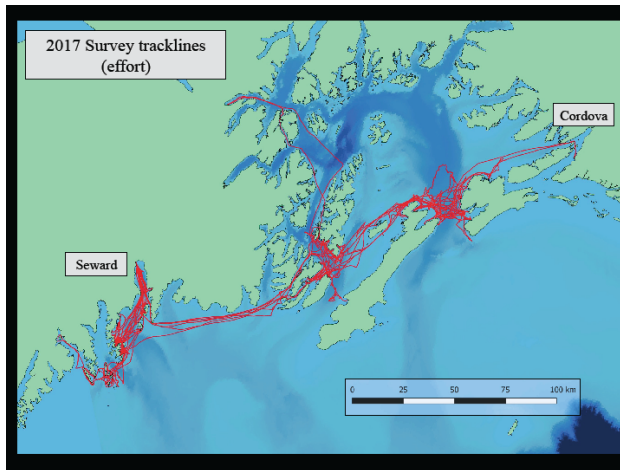 2017 Survey tracklines
(effort)
Cordova
Seward
0 25 50 75 100 km